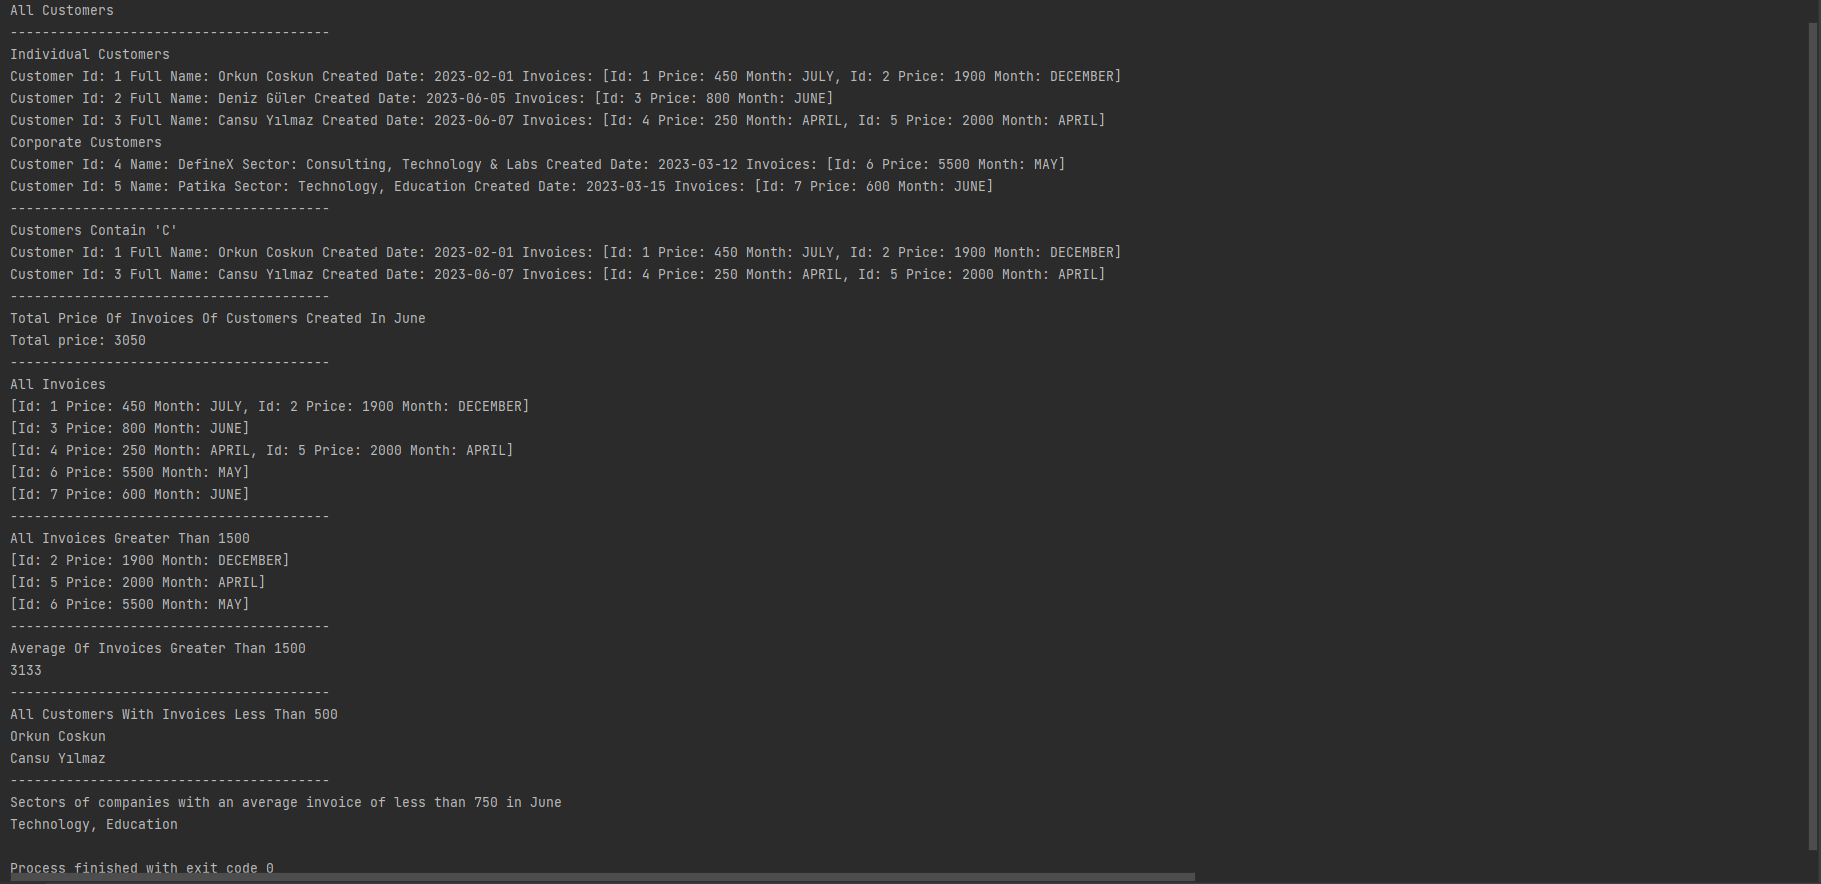 All Customers
----------------------------------------
Individual Customers
Customer Id: 1 Full Name: Orkun Coskun Created Date: 2023-02-01 Invoices: [Id: 1 Price: 450 Month: JULY, Id: 2 Price: 1900 Month: DECEMBER]
Customer Id: 2 Full Name: Deniz Güler Created Date: 2023-06-05 Invoices: [Id: 3 Price: 800 Month: JUNE]
Customer Id: 3 Full Name: Cansu Yılmaz Created Date: 2023-06-07 Invoices: [Id: 4 Price: 250 Month: APRIL, Id: 5 Price: 2000 Month: APRIL]
Corporate Customers
Customer Id: 4 Name: DefineX Sector: Consulting, Technology & Labs Created Date: 2023-03-12 Invoices: [Id: 6 Price: 5500 Month: MAY]
Customer Id: 5 Name: Patika Sector: Technology, Education Created Date: 2023-03-15 Invoices: [Id: 7 Price: 600 Month: JUNE]
----------------------------------------
Customers Contain 'C'
Customer Id: 1 Full Name: Orkun Coskun Created Date: 2023-02-01 Invoices: [Id: 1 Price: 450 Month: JULY, Id: 2 Price: 1900 Month: DECEMBER]
Customer Id: 3 Full Name: Cansu Yılmaz Created Date: 2023-06-07 Invoices: [Id: 4 Price: 250 Month: APRIL, Id: 5 Price: 2000 Month: APRIL]
----------------------------------------
Total Price Of Invoices Of Customers Created In June
Total price: 3050
----------------------------------------
All Invoices
[Id: 1 Price: 450 Month: JULY, Id: 2 Price: 1900 Month: DECEMBER]
[Id: 3 Price: 800 Month: JUNE]
[Id: 4 Price: 250 Month: APRIL, Id: 5 Price: 2000 Month: APRIL]
[Id: 6 Price: 5500 Month: MAY]
[Id: 7 Price: 600 Month: JUNE]
----------------------------------------
All Invoices Greater Than 1500
[Id: 2 Price: 1900 Month: DECEMBER]
[Id: 5 Price: 2000 Month: APRIL]
[Id: 6 Price: 5500 Month: MAY]
----------------------------------------
Average Of Invoices Greater Than 1500
3133
----------------------------------------
All Customers With Invoices Less Than 500
Orkun Coskun
Cansu Yılmaz
----------------------------------------
Sectors of companies with an average invoice of less than 750 in June
Technology, Education
Process finished with exit code 0